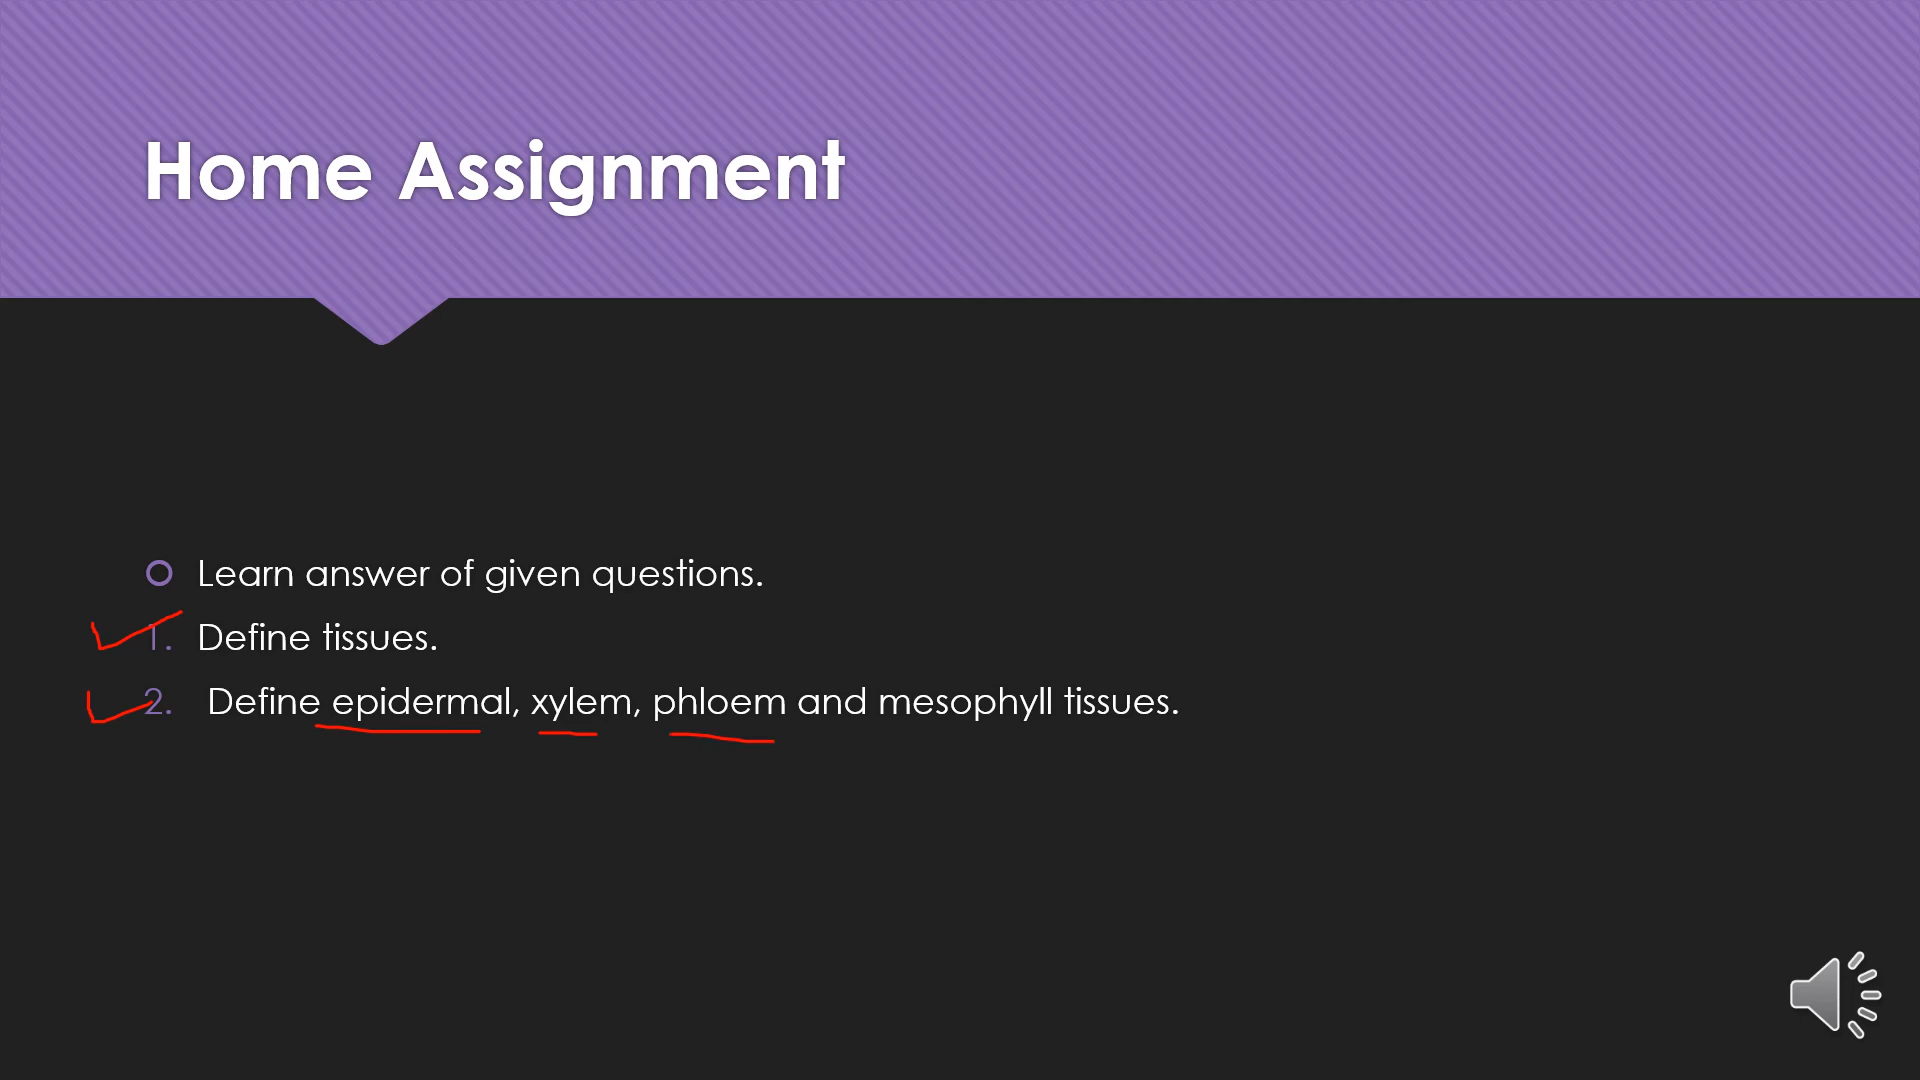 Home Assignment
Learn answer of given questions.
1. Define tissues.
2. Define epidermal, xylem, phloem and mesophyll tissues.